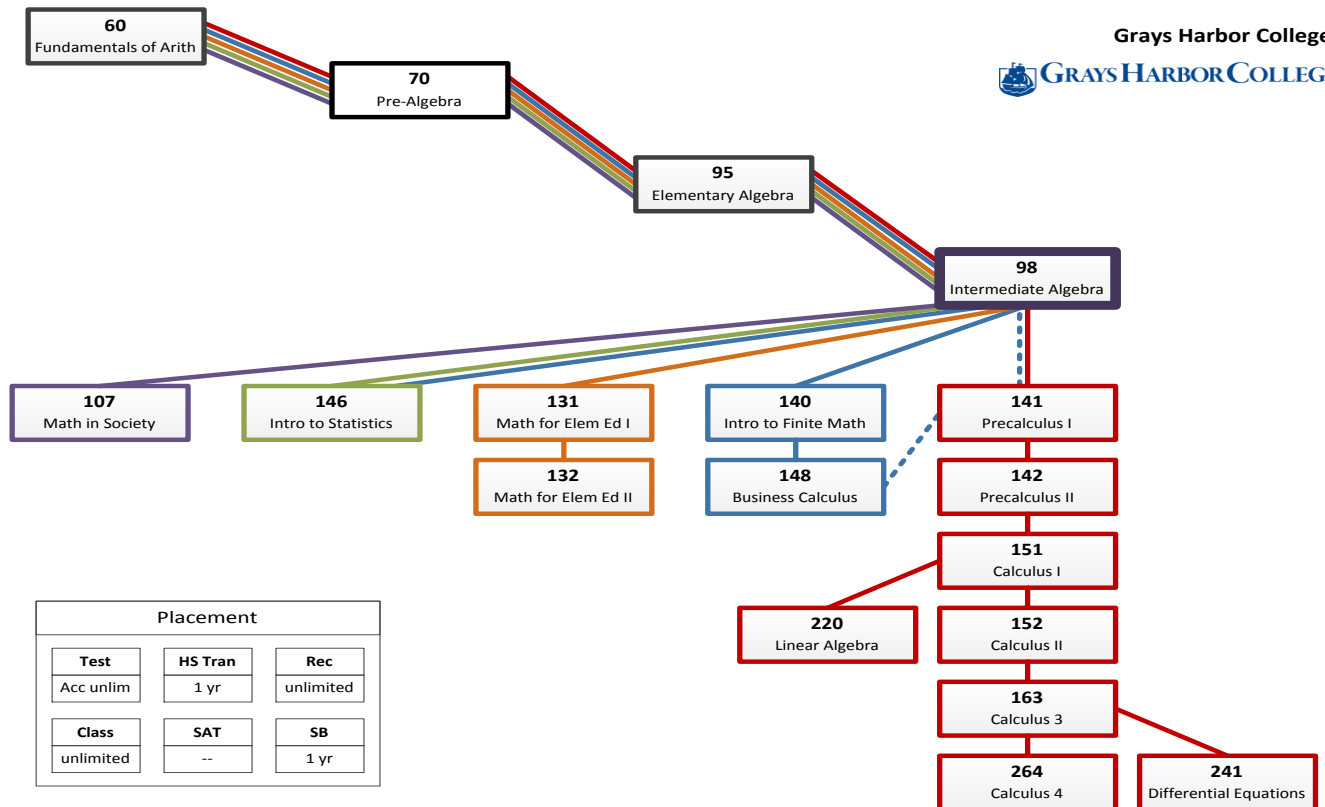 60
Fundamentals of Arith
Grays Harbor College
GRAYS HARBOR COLLEG
70
Pre-Algebra
95
Elementary Algebra
98
Intermediate Algebra
107
Math in Society
146
Intro to Statistics
131
Math for Elem Ed I
140
Intro to Finite Math
141
Precalculus I
132
Math for Elem Ed II
148
Business Calculus
142
Precalculus II
151
Calculus I
220
Linear Algebra
152
Calculus II
163
Calculus 3
264
Calculus 4
241
Differential Equations
Placement
Test HS Tran Rec
Acc unlim 1 yr unlimited
Class SAT SB
unlimited -- 1 yr